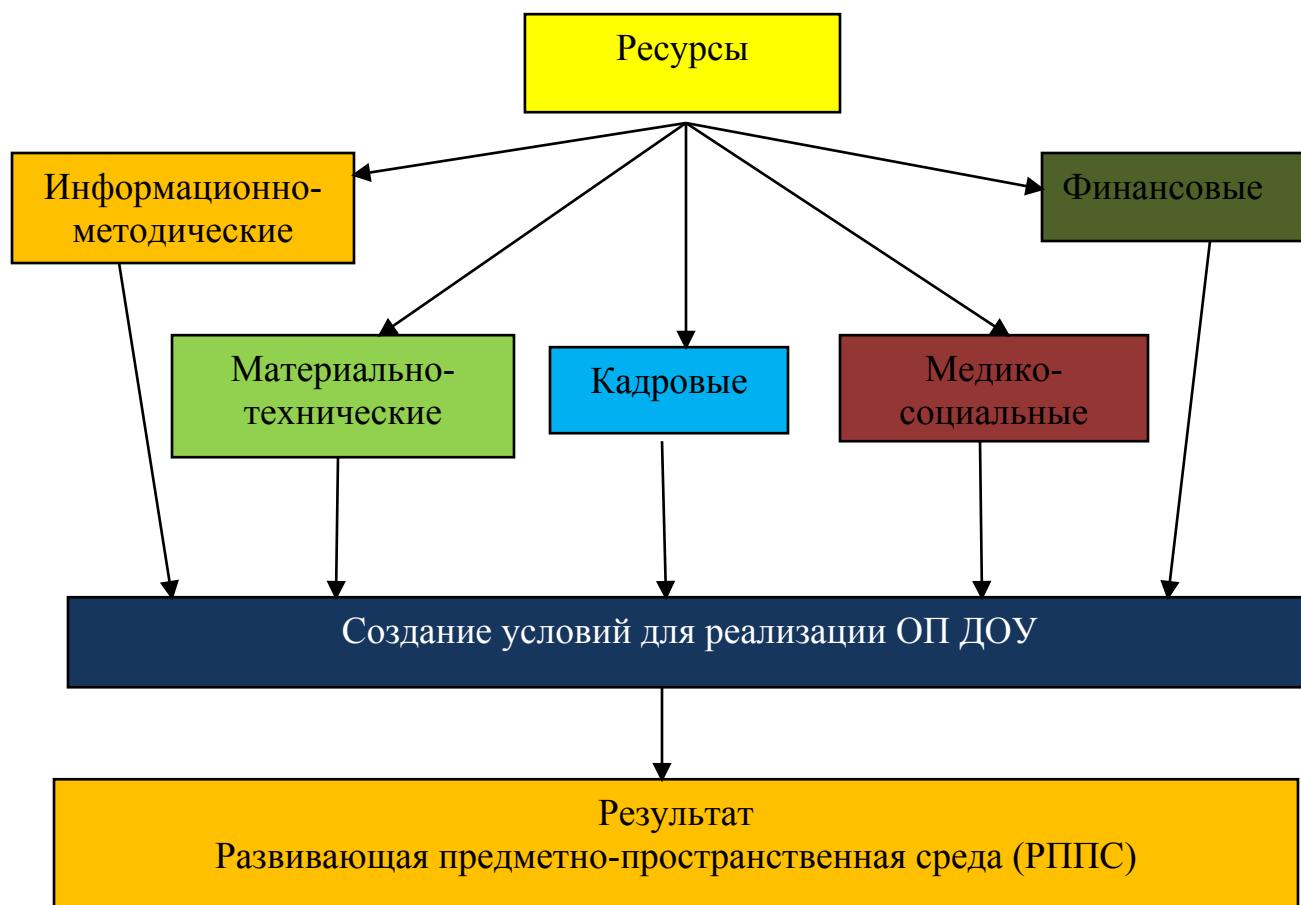 Ресурсы
Информационно-
методические
Финансовые
Материально-
технические
Кадровые
Медико-
социальные
Создание условий для реализации ОП ДОУ
Результат
Развивающая предметно-пространственная среда (РППС)